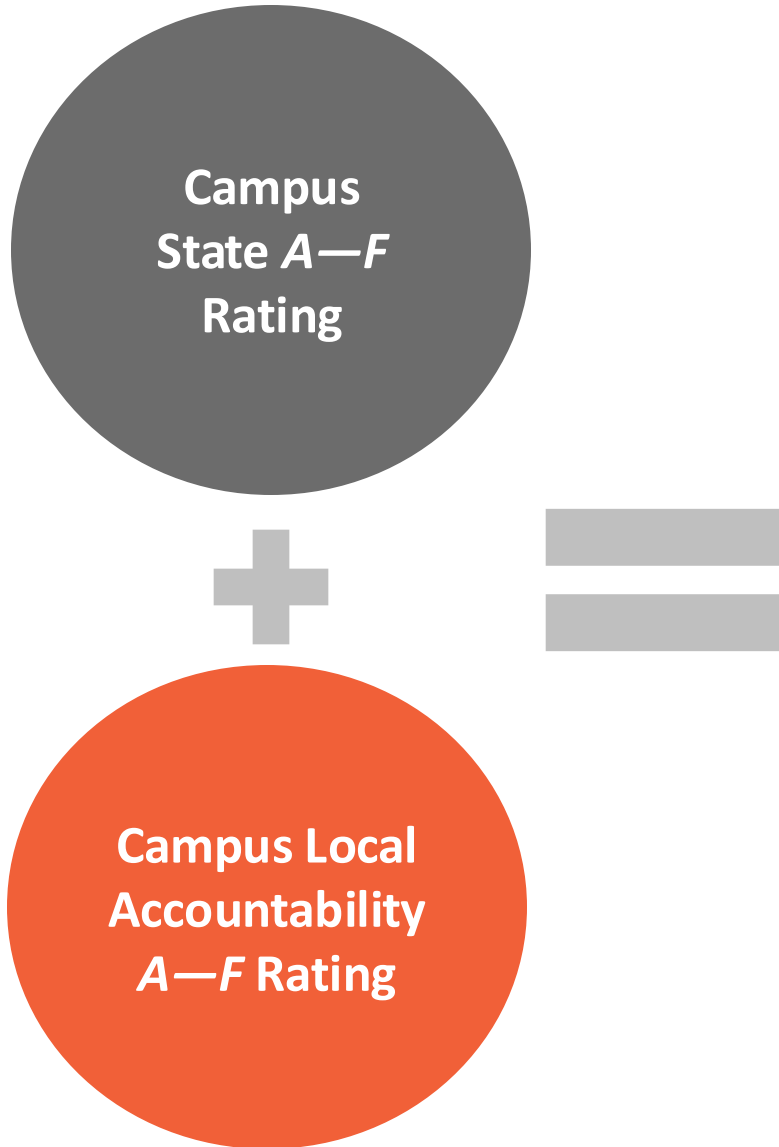 Campus
State A—F
Rating
Campus Local
Accountability
A—F Rating